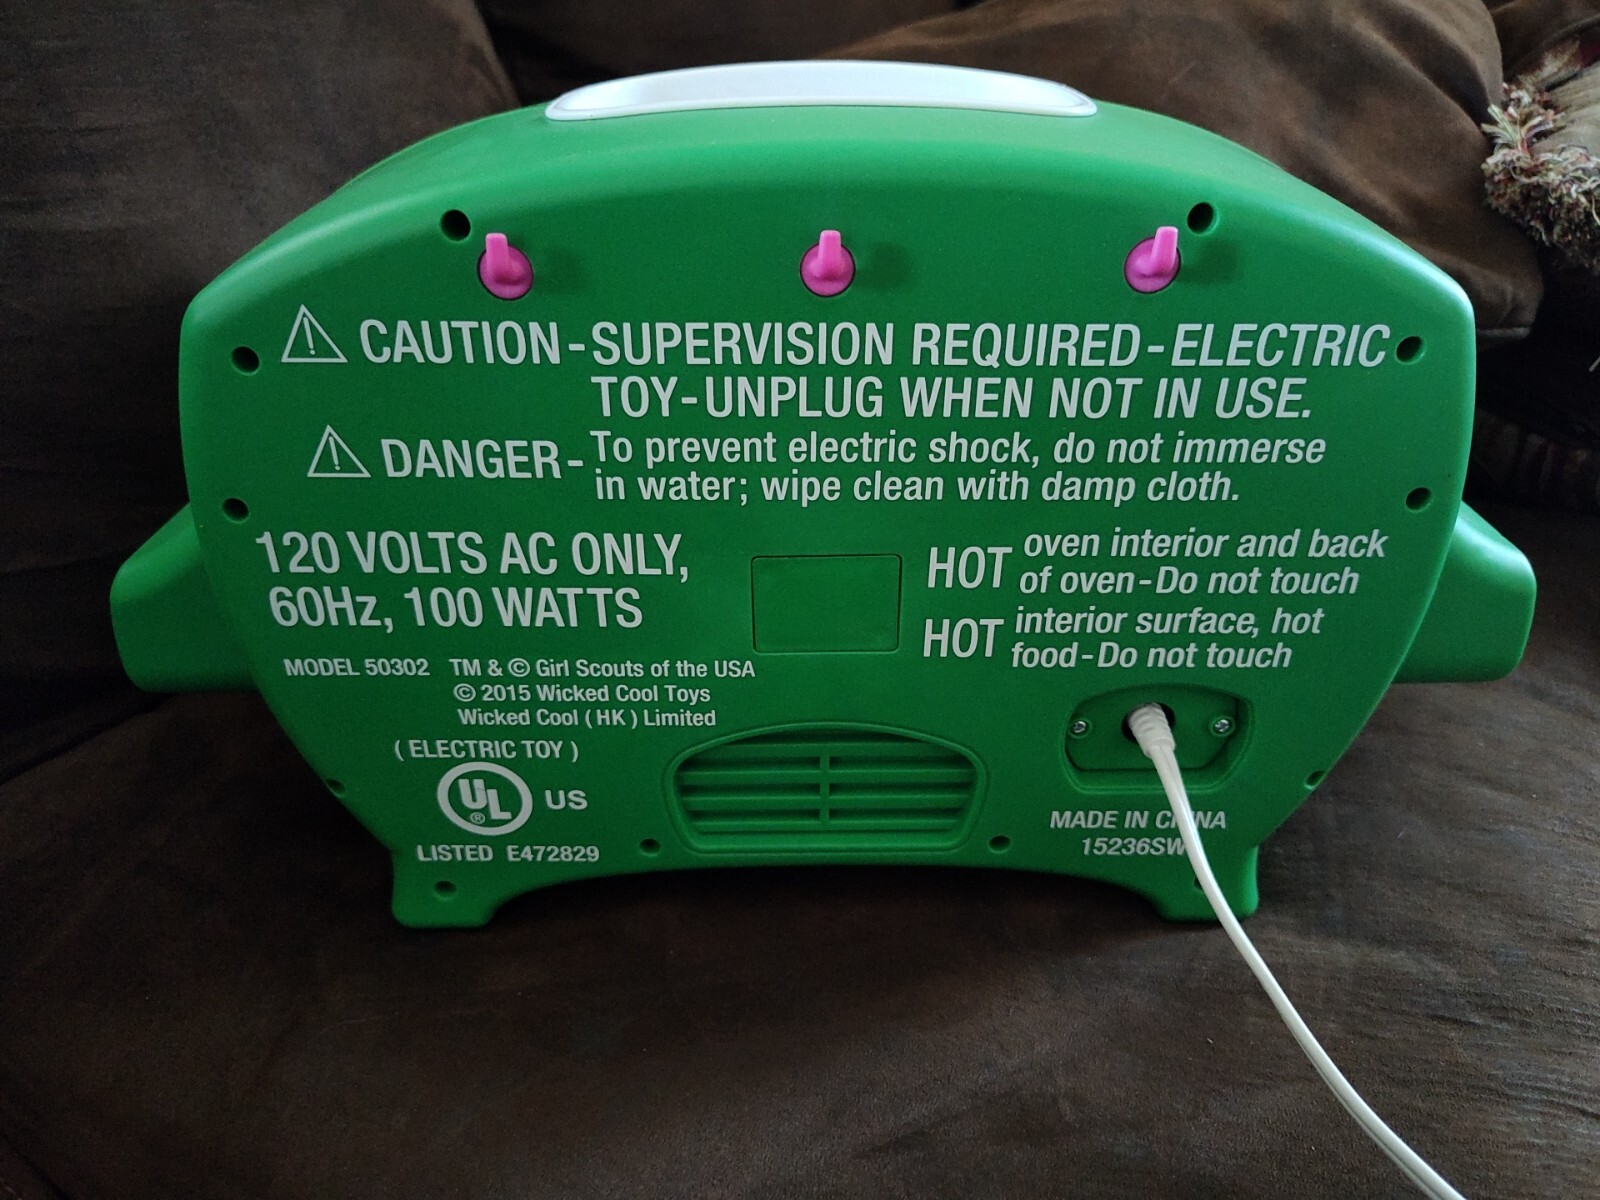 CAUTION - SUPERVISION REQUIRED - ELECTRIC
TOY - UNPLUG WHEN NOT IN USE.
DANGER - To prevent electric shock, do not immerse
in water; wipe clean with damp cloth.
120 VOLTS AC ONLY,
60Hz, 100 WATTS
HOT oven interior and back
of oven - Do not touch
HOT interior surface, hot
food - Do not touch
MODEL 50302 TM & © Girl Scouts of the USA
© 2015 Wicked Cool Toys
Wicked Cool ( HK ) Limited
( ELECTRIC TOY )
UL ® US
LISTED E472829
MADE IN
15236SW